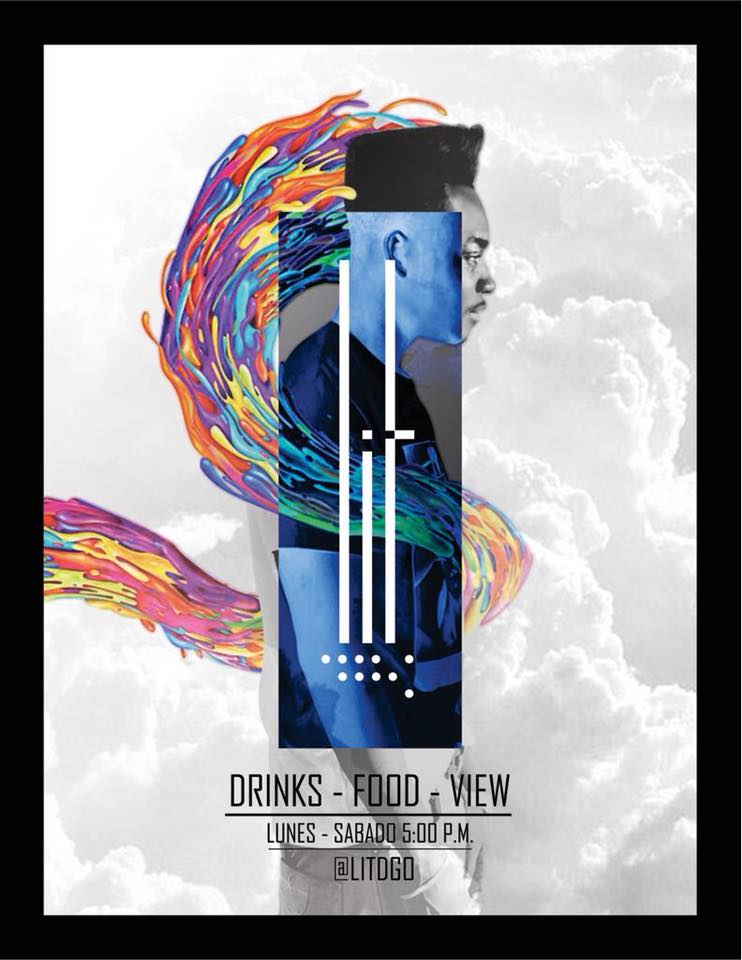 lit
DRINKS - FOOD - VIEW
LUNES - SABADO 5:00 P.M.
@LITDGO